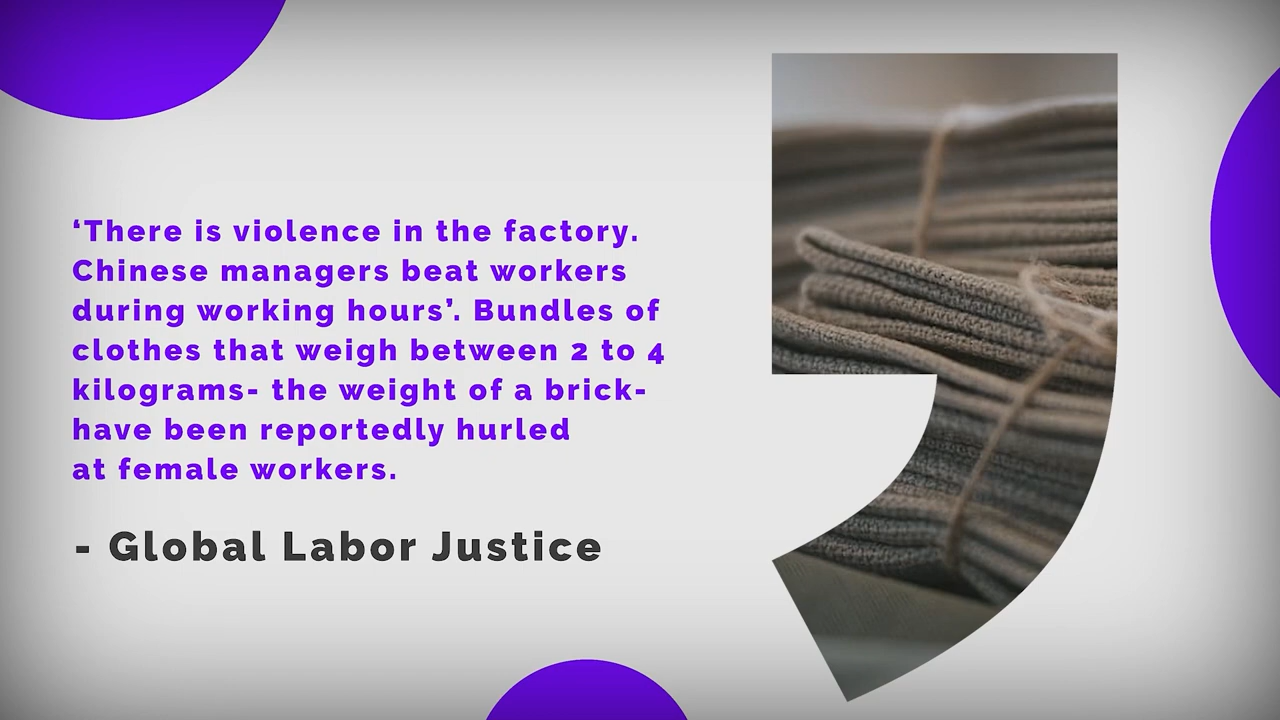 ‘There is violence in the factory.
Chinese managers beat workers
during working hours’. Bundles of
clothes that weigh between 2 to 4
kilograms- the weight of a brick-
have been reportedly hurled
at female workers.
- Global Labor Justice